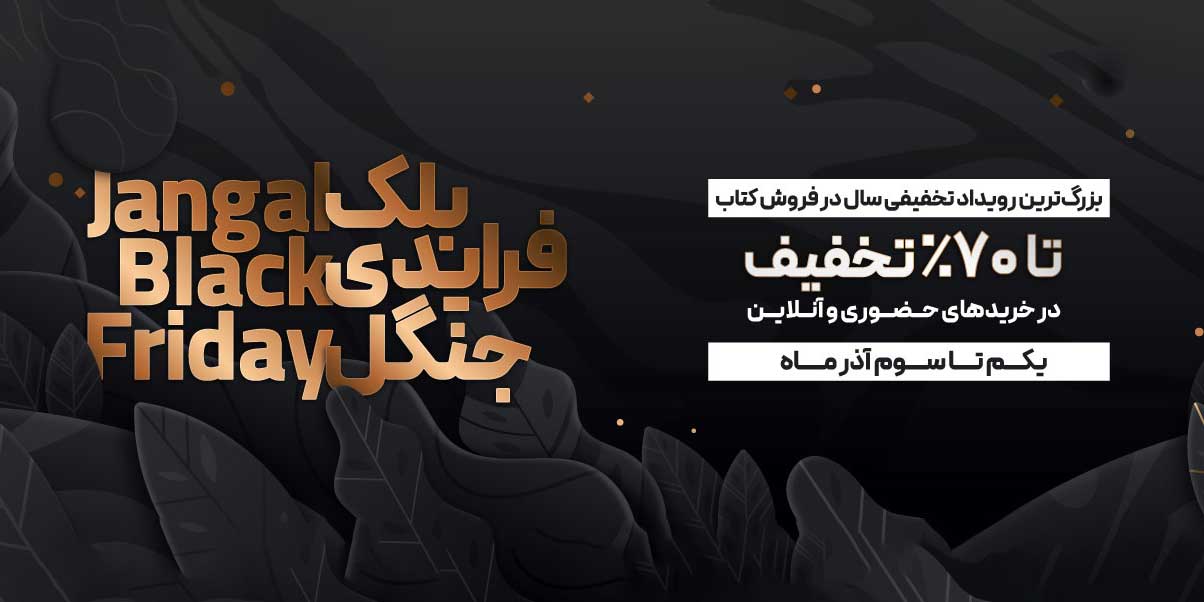 Jangal بلک
Black فرایدی
Friday جنگل
بزرگ‌ترین رویداد تخفیفی سال در فروش کتاب
تا ۷۰٪ تخفیف
در خریدهای حضوری و آنلاین
یکم تا سوم آذر ماه